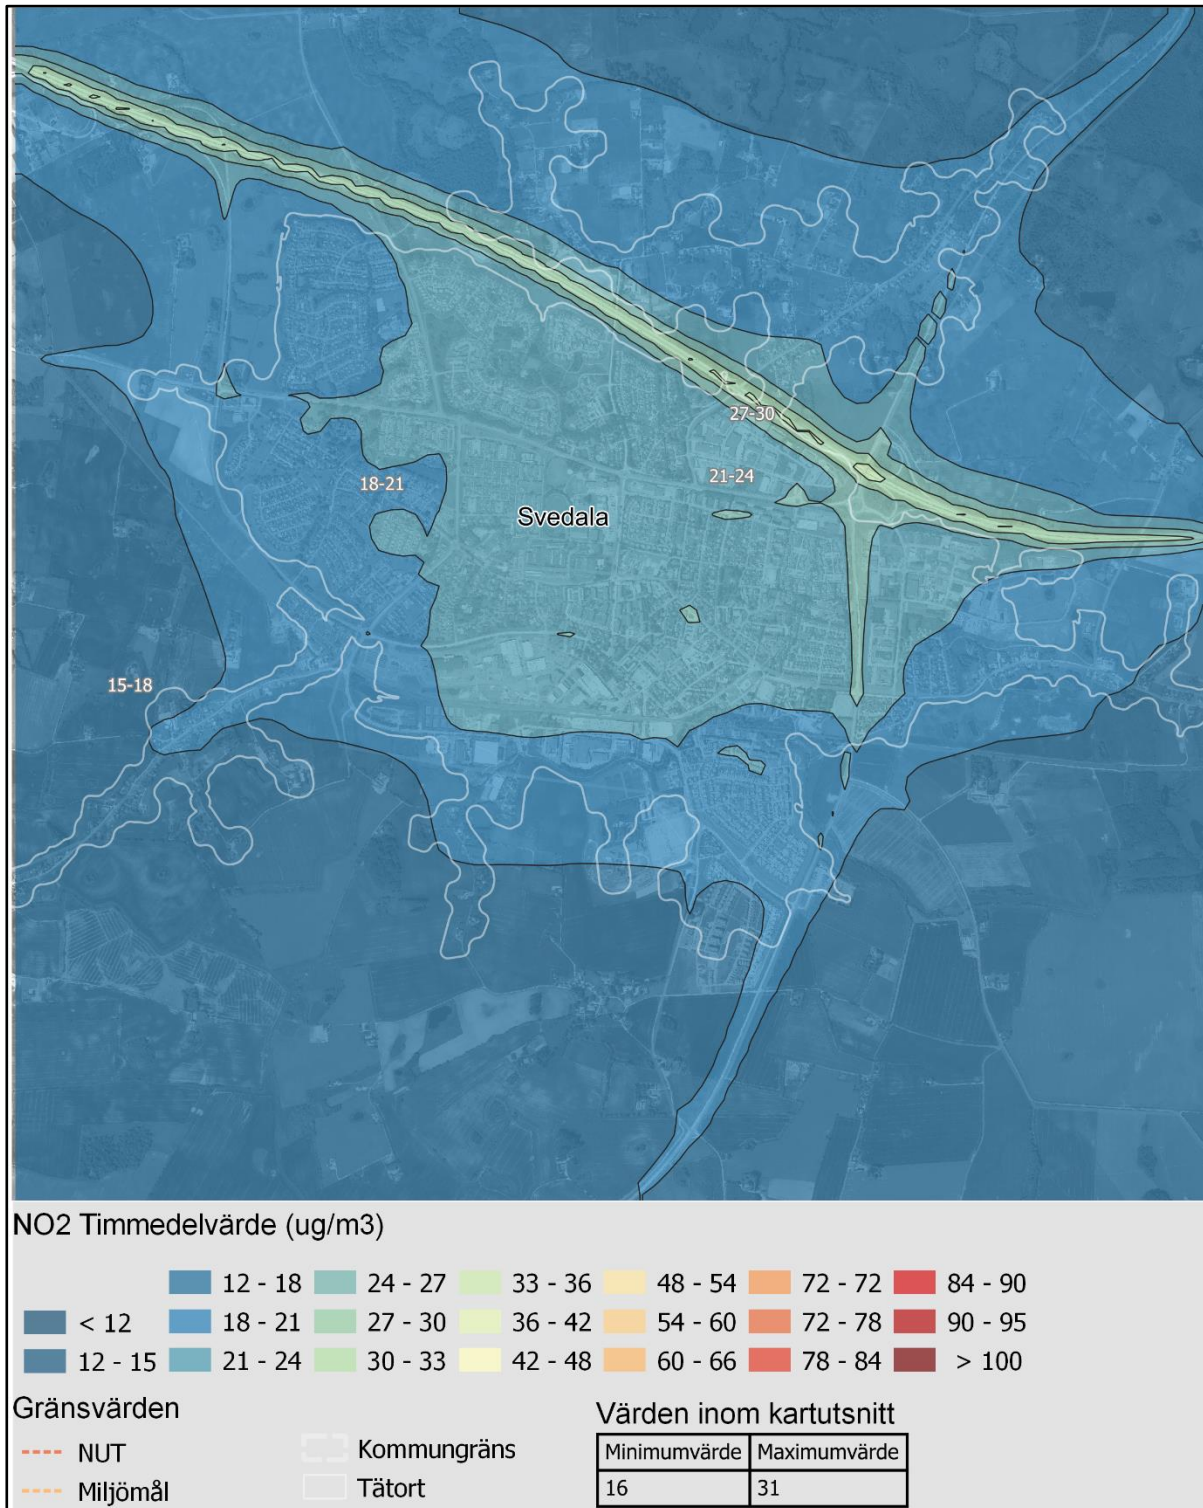 27-30
21-24
18-21
Svedala
15-18
NO2 Timmedelvärde (ug/m3)
12 - 18 24 - 27 33 - 36 48 - 54 72 - 72 84 - 90
< 12 18 - 21 27 - 30 36 - 42 54 - 60 72 - 78 90 - 95
12 - 15 21 - 24 30 - 33 42 - 48 60 - 66 78 - 84 > 100
Gränsvärden
NUT
Miljömål
Kommungräns
Tätort
Värden inom kartutsnitt
Minimumvärde Maximumvärde
16 31